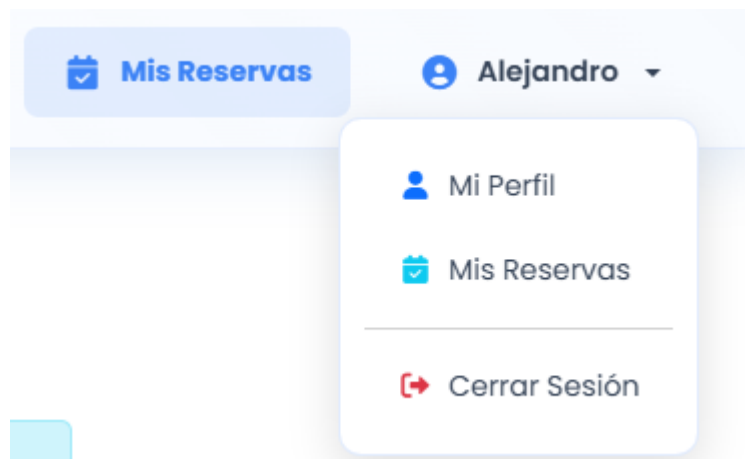 Mis Reservas
Alejandro
Mi Perfil
Mis Reservas
Cerrar Sesión